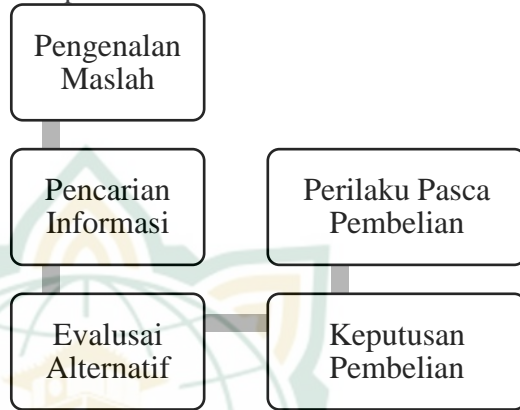 Pengenalan
Maslah
Pencarian
Informasi
Evalusai
Alternatif
Keputusan
Pembelian
Perilaku Pasca
Pembelian